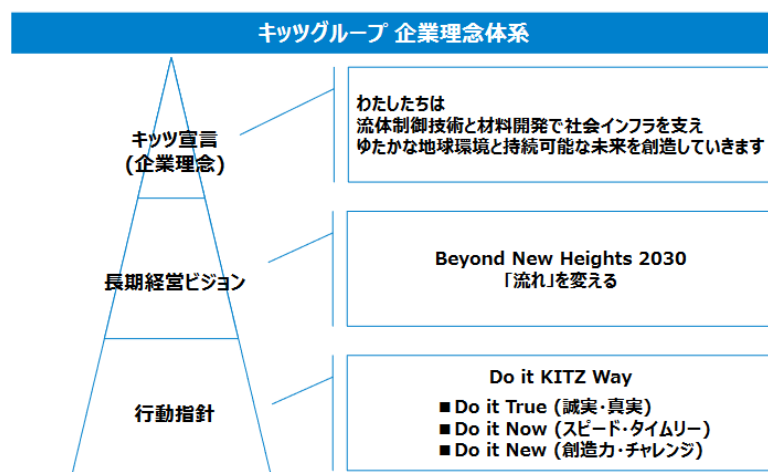 キッツグループ 企業理念体系
キッツ宣言
(企業理念)
わたしたちは
流体制御技術と材料開発で社会インフラを支え
ゆたかな地球環境と持続可能な未来を創造していきます
長期経営ビジョン
Beyond New Heights 2030
「流れ」を変える
行動指針
Do it KITZ Way
■ Do it True (誠実・真実)
■ Do it Now (スピード・タイムリー)
■ Do it New (創造力・チャレンジ)